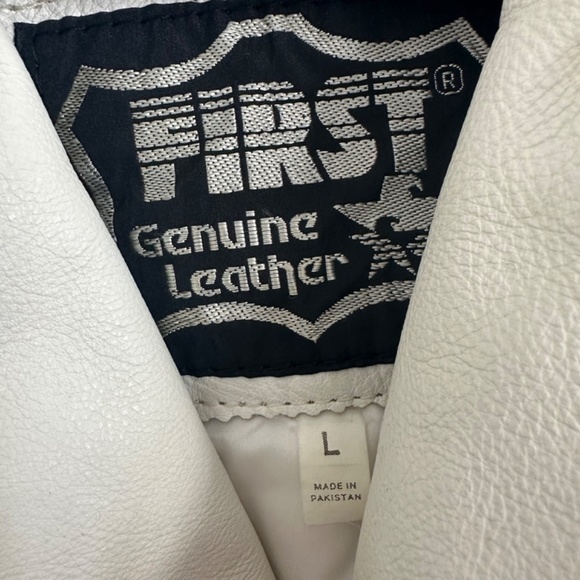 FIRST®
Genuine
Leather
L
MADE IN
PAKISTAN